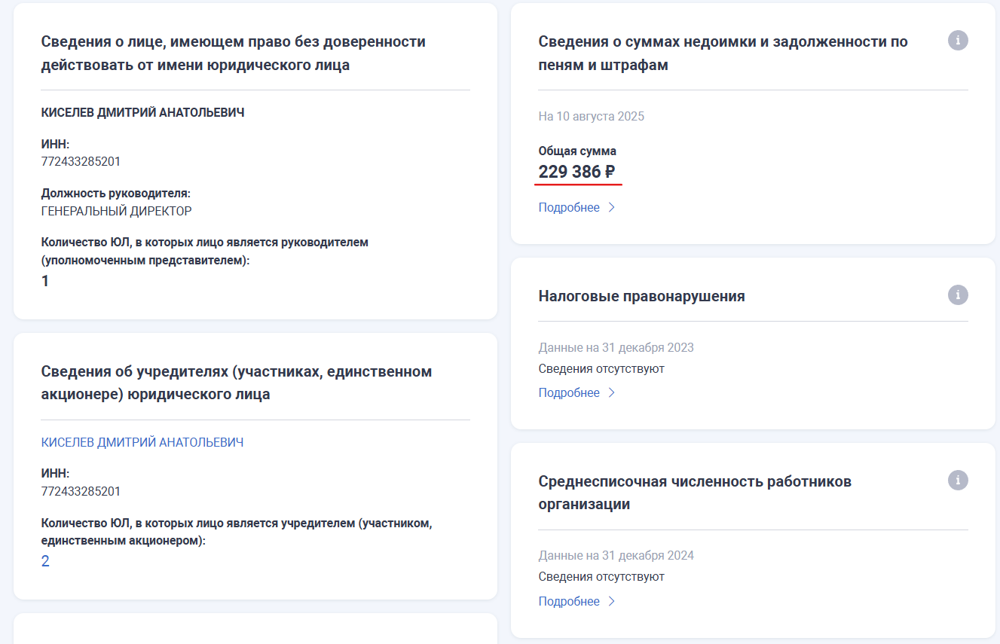 Сведения о лице, имеющем право без доверенности
действовать от имени юридического лица
КИСЕЛЕВ ДМИТРИЙ АНАТОЛЬЕВИЧ
ИНН:
772433285201
Должность руководителя:
ГЕНЕРАЛЬНЫЙ ДИРЕКТОР
Количество ЮЛ, в которых лицо является руководителем
(уполномоченным представителем):
1
Сведения об учредителях (участниках, единственном
акционере) юридического лица
КИСЕЛЕВ ДМИТРИЙ АНАТОЛЬЕВИЧ
ИНН:
772433285201
Количество ЮЛ, в которых лицо является учредителем (участником,
единственным акционером):
2
Сведения о суммах недоимки и задолженности по
пеням и штрафам
i
На 10 августа 2025
Общая сумма
229 386 ₽
Подробнее
Налоговые правонарушения
i
Данные на 31 декабря 2023
Сведения отсутствуют
Подробнее
Среднесписочная численность работников
организации
i
Данные на 31 декабря 2024
Сведения отсутствуют
Подробнее